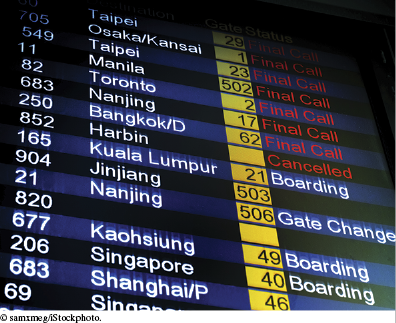 Destination Gate Status
705 Taipei 29 Final Call
549 Osaka/Kansai 1 Final Call
11 Taipei 23 Final Call
82 Manila 502 Final Call
683 Toronto 2 Final Call
250 Nanjing 17 Final Call
852 Bangkok/D 62 Final Call
165 Harbin Cancelled
904 Kuala Lumpur 21 Boarding
21 Jinjiang 503
820 Nanjing 506 Gate Change
677 Kaohsiung 49 Boarding
206 Singapore 40 Boarding
683 Shanghai/P 46
69 Singapore
© samxmeg/iStockphoto.